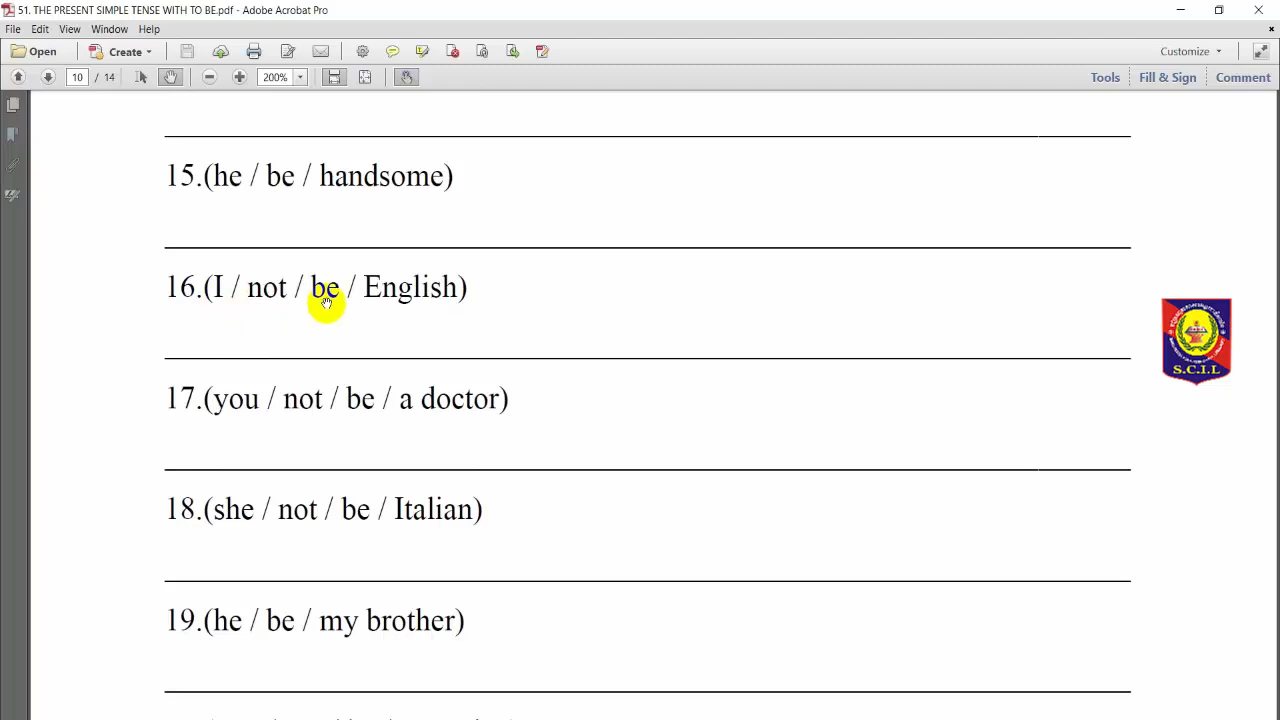 51. THE PRESENT SIMPLE TENSE WITH TO BE.pdf - Adobe Acrobat Pro
File Edit View Window Help
Open Create Customize
10 / 14 200% Tools Fill & Sign Comment
15.(he / be / handsome)
16.(I / not / be / English)
17.(you / not / be / a doctor)
S.C.I.L
18.(she / not / be / Italian)
19.(he / be / my brother)